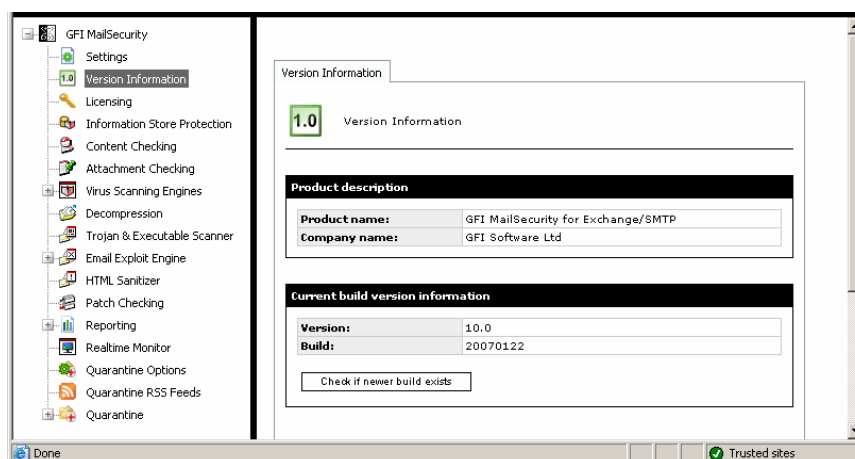 GFI MailSecurity
Settings
1.0 Version Information
Licensing
Information Store Protection
Content Checking
Attachment Checking
Virus Scanning Engines
Decompression
Trojan & Executable Scanner
Email Exploit Engine
HTML Sanitizer
Patch Checking
Reporting
Realtime Monitor
Quarantine Options
Quarantine RSS Feeds
Quarantine
Version Information
1.0 Version Information
Product description
Product name: GFI MailSecurity for Exchange/SMTP
Company name: GFI Software Ltd
Current build version information
Version: 10.0
Build: 20070122
Check if newer build exists
Done
Trusted sites